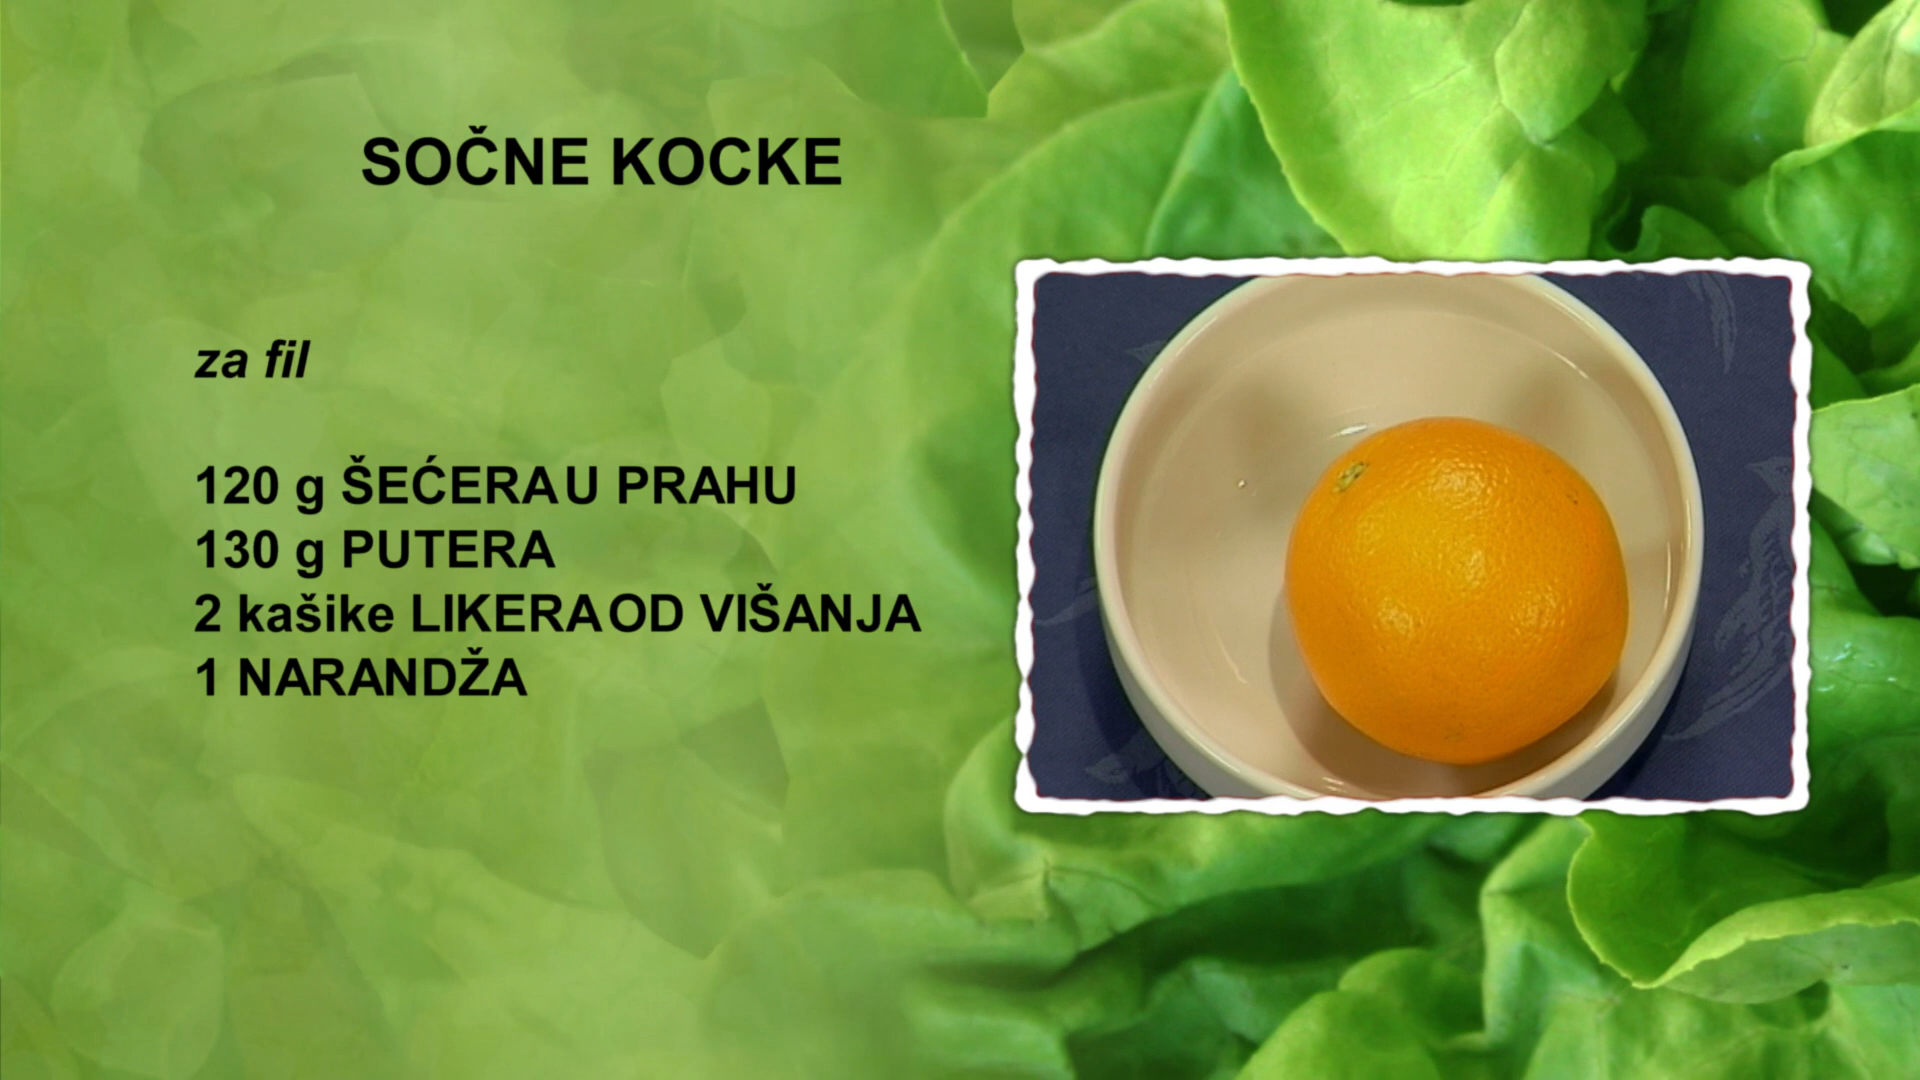 SOČNE KOCKE
za fil
120 g ŠEĆERA U PRAHU
130 g PUTERA
2 kašike LIKERA OD VIŠANJA
1 NARANDŽA